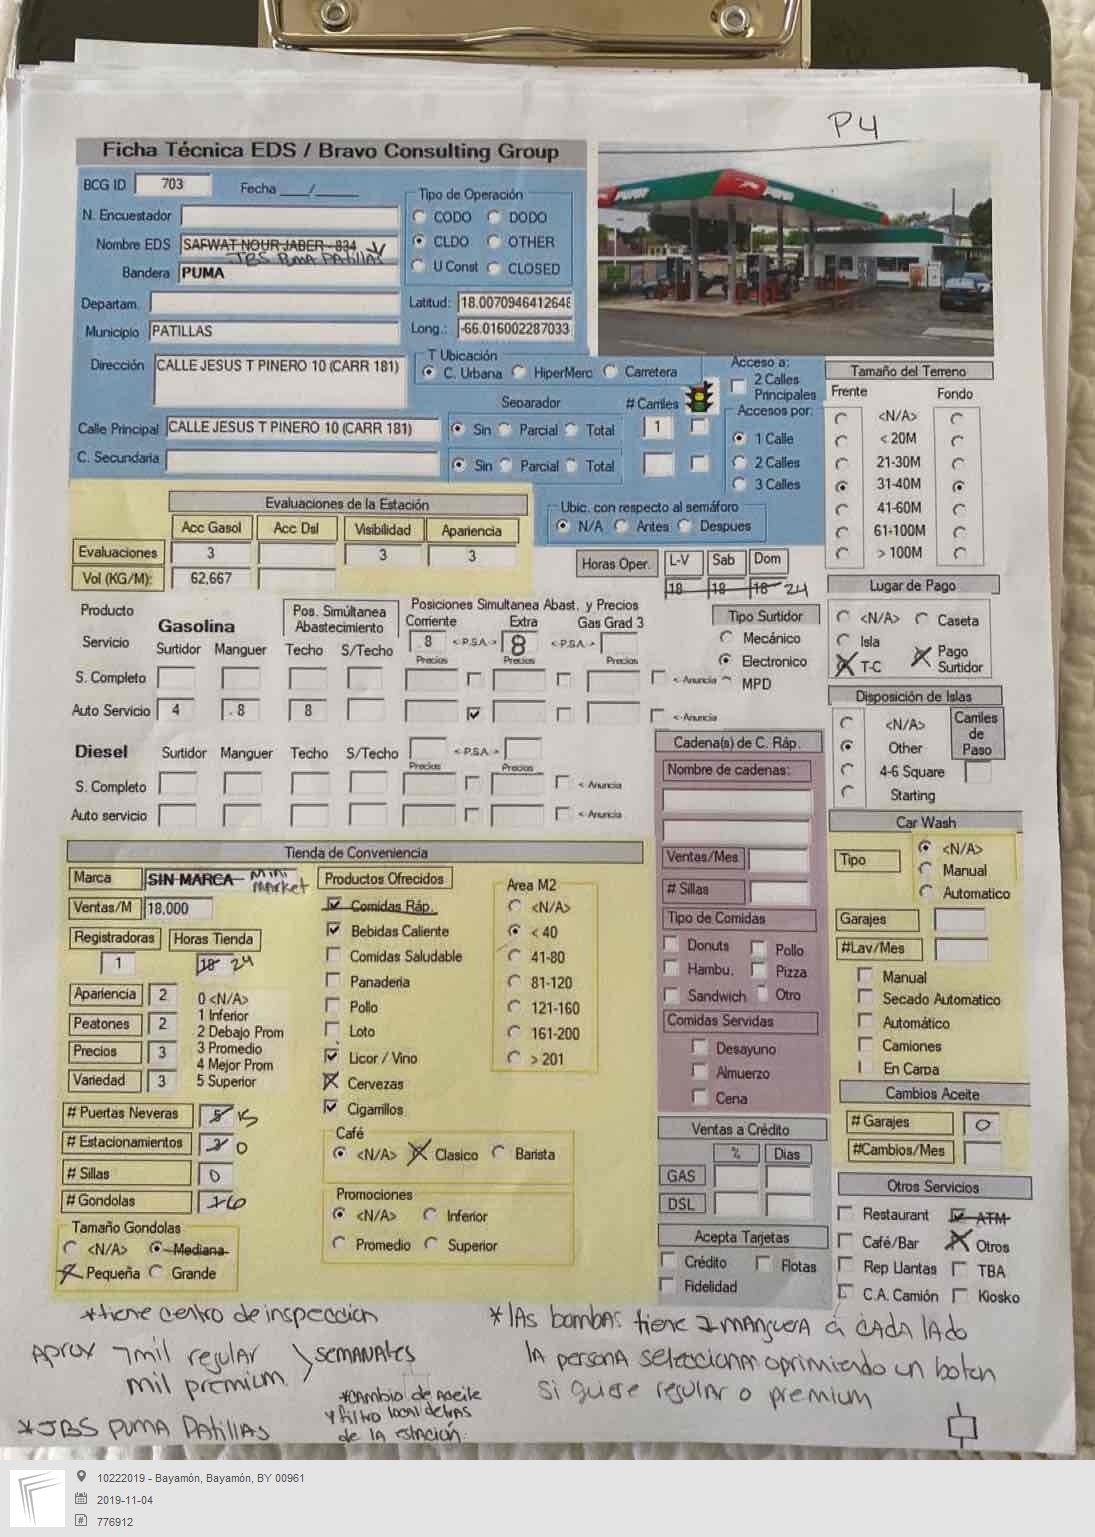 P4
Ficha Técnica EDS / Bravo Consulting Group
BCG ID 703 Fecha ___/____
N. Encuestador
Nombre EDS SAFWAT NOUR JABER - 834
JBS PUMA PATILLAS
Bandera PUMA
Departam.
Municipio PATILLAS
Tipo de Operación
CODO DODO
CLDO OTHER
U Const CLOSED
Latitud: 18.0070946412648
Long.: -66.016002287033
Dirección CALLE JESUS T PINERO 10 (CARR 181)
T Ubicación
C. Urbana HiperMerc Carretera
Calle Principal CALLE JESUS T PINERO 10 (CARR 181)
C. Secundaria
Separador # Carriles
Sin Parcial Total 1
Sin Parcial Total
Acceso a:
2 Calles
Principales
Accesos por:
1 Calle
2 Calles
3 Calles
Ubic. con respecto al semáforo
N/A Antes Despues
Tamaño del Terreno
Frente Fondo
<N/A>
< 20M
21-30M
31-40M
41-60M
61-100M
> 100M
Evaluaciones de la Estación
Acc Gasol Acc Dsl Visibilidad Apariencia
Evaluaciones 3 3 3
Vol (KG/M): 62,667
Horas Oper. L-V Sab Dom
18 18 18 24
Lugar de Pago
<N/A> Caseta
Isla
T-C Pago
Surtidor
Producto
Servicio
Gasolina
Surtidor Manguer
Pos. Simúltanea
Abastecimiento
Techo S/Techo
Posiciones Simultanea Abast. y Precios
Corriente Extra Gas Grad 3
8 <-P.S.A.-> 8 <-P.S.A.->
Precios Precios Precios
S. Completo <-Anuncia
Auto Servicio 4 8 8 <-Anuncia
Tipo Surtidor
Mecánico
Electronico
MPD
Disposición de Islas
<N/A>
Other
4-6 Square
Starting
Carriles
de
Paso
Diesel Surtidor Manguer Techo S/Techo <-P.S.A.->
Precios Precios
S. Completo <-Anuncia
Auto servicio <-Anuncia
Cadena(s) de C. Ráp.
Nombre de cadenas:
Ventas/Mes
# Sillas
Tipo de Comidas
Donuts Pollo
Hambu. Pizza
Sandwich Otro
Comidas Servidas
Desayuno
Almuerzo
Cena
Car Wash
Tipo
<N/A>
Manual
Automatico
Garajes
#Lav/Mes
Manual
Secado Automatico
Automático
Camiones
En Carpa
Cambios Aceite
# Garajes 0
#Cambios/Mes
Tienda de Conveniencia
Marca SIN MARCA mini
market
Ventas/M 18.000
Registradoras Horas Tienda
1 18 24
Apariencia 2
Peatones 2
Precios 3
Variedad 3
0 <N/A>
1 Inferior
2 Debajo Prom
3 Promedio
4 Mejor Prom
5 Superior
# Puertas Neveras 5 15
# Estacionamientos 0
# Sillas 0
# Gondolas 6
Tamaño Gondolas
<N/A> Mediana
Pequeña Grande
Productos Ofrecidos
Comidas Ráp.
Bebidas Caliente
Comidas Saludable
Panaderia
Pollo
Loto
Licor / Vino
Cervezas
Cigarrillos
Area M2
<N/A>
< 40
41-80
81-120
121-160
161-200
> 201
Café
<N/A> Clasico Barista
Promociones
<N/A> Inferior
Promedio Superior
Ventas a Crédito
% Dias
GAS
DSL
Acepta Tarjetas
Crédito Flotas
Fidelidad
Otros Servicios
Restaurant ATM
Café/Bar Otros
Rep Llantas TBA
C.A. Camión Kiosko
*tiene centro de inspeccion
Aprox 7 mil regular
mil premium
> semanales
*JBS PUMA Patillas
*Cambio de Aceite
y filtro local detras
de la estación.
*las bombas tiene 1 manguera a cada lado
la persona selecciona oprimiendo un boton
si quiere regular o premium
10222019 - Bayamón, Bayamón, BY 00961
2019-11-04
776912